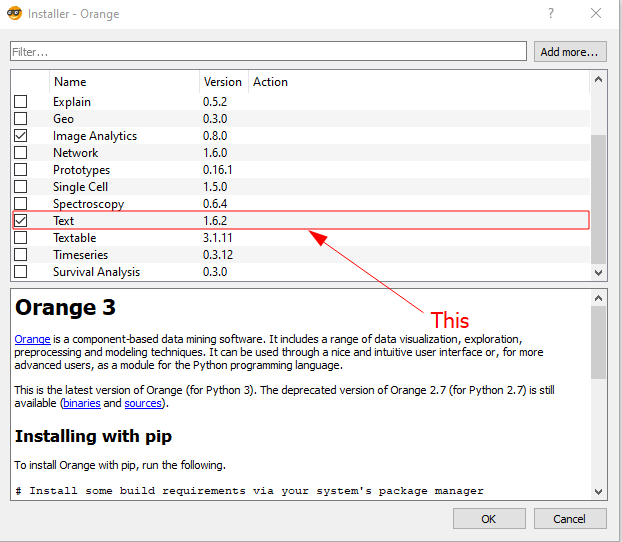 Installer - Orange
Filter...
Add more...
Name Version Action
Explain 0.5.2
Geo 0.3.0
Image Analytics 0.8.0
Network 1.6.0
Prototypes 0.16.1
Single Cell 1.5.0
Spectroscopy 0.6.4
Text 1.6.2
Textable 3.1.11
Timeseries 0.3.12
Survival Analysis 0.3.0
This
Orange 3
Orange is a component-based data mining software. It includes a range of data visualization, exploration,
preprocessing and modeling techniques. It can be used through a nice and intuitive user interface or, for more
advanced users, as a module for the Python programming language.
This is the latest version of Orange (for Python 3). The deprecated version of Orange 2.7 (for Python 2.7) is still
available (binaries and sources).
Installing with pip
To install Orange with pip, run the following.
# Install some build requirements via your system's package manager
OK Cancel